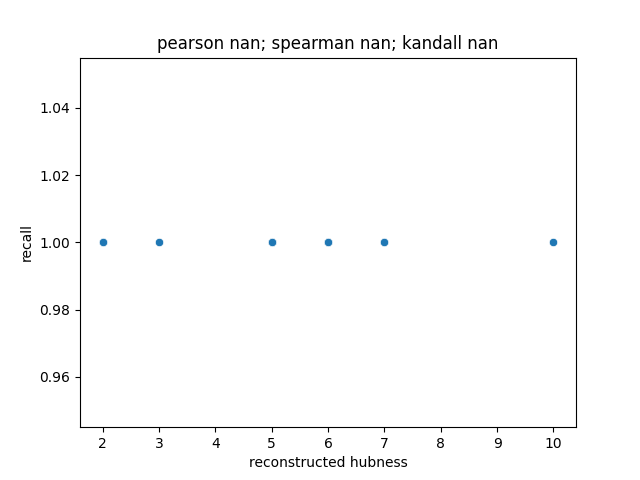 pearson nan; spearman nan; kandall nan
1.04
1.02
1.00
0.98
0.96
recall
2 3 4 5 6 7 8 9 10
reconstructed hubness